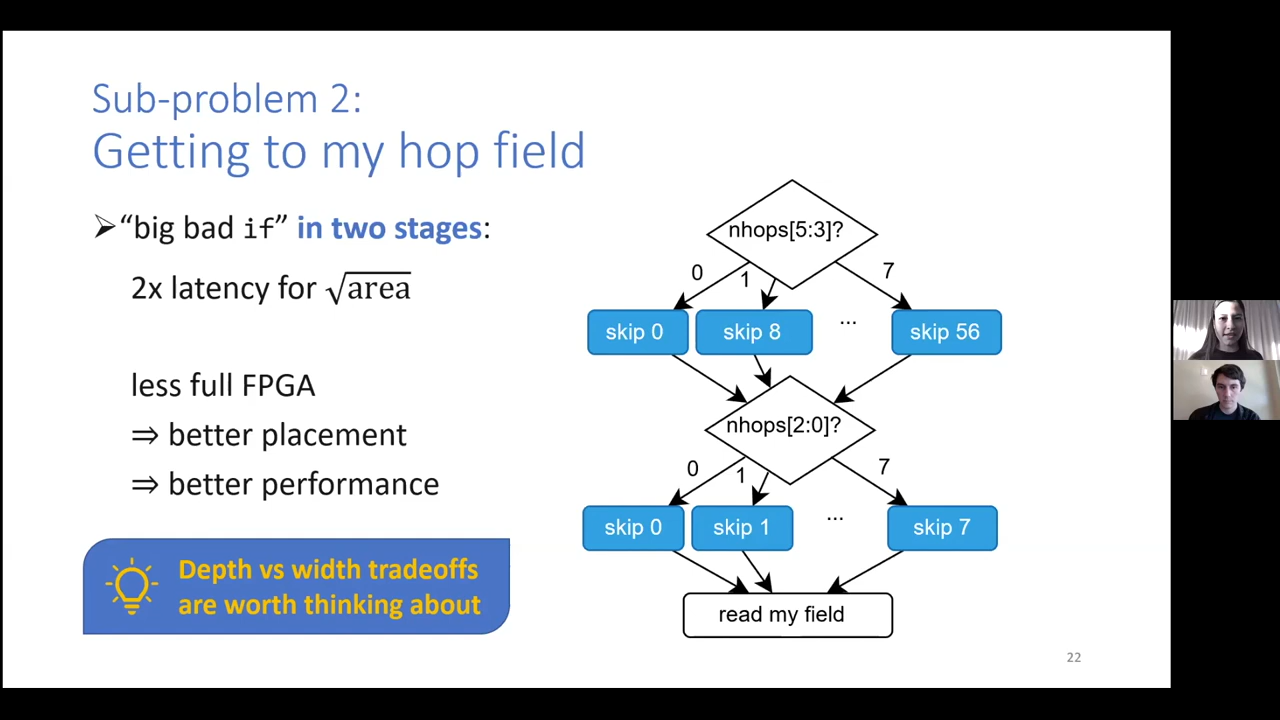 Sub-problem 2:
Getting to my hop field
➢ “big bad if” in two stages:
2x latency for √area
less full FPGA
⇒ better placement
⇒ better performance
Depth vs width tradeoffs
are worth thinking about
nhops[5:3]?
0 1 7
skip 0 skip 8 ... skip 56
nhops[2:0]?
0 1 7
skip 0 skip 1 ... skip 7
read my field
22